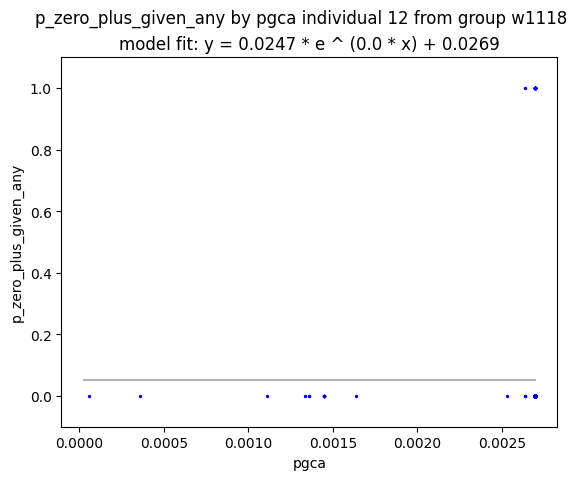 p_zero_plus_given_any by pgca individual 12 from group w1118
model fit: y = 0.0247 * e ^ (0.0 * x) + 0.0269
1.0
0.8
0.6
0.4
0.2
0.0
p_zero_plus_given_any
0.0000 0.0005 0.0010 0.0015 0.0020 0.0025
pgca